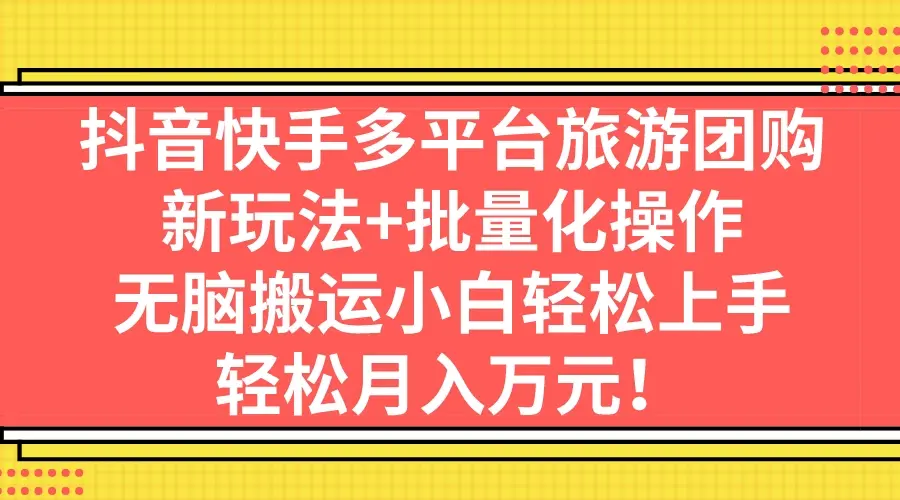 抖音快手多平台旅游团购
新玩法+批量化操作
无脑搬运小白轻松上手
轻松月入万元！